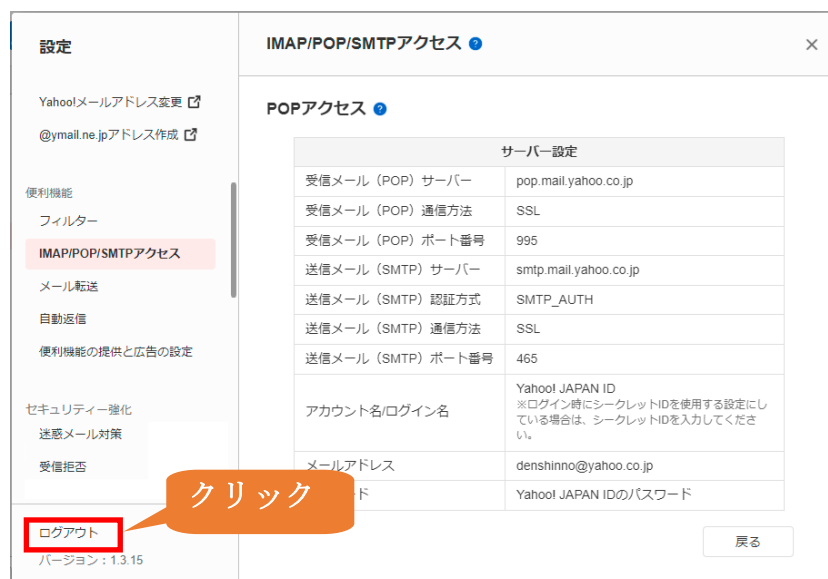 設定
Yahoo!メールアドレス変更
@ymail.ne.jpアドレス作成
便利機能
フィルター
IMAP/POP/SMTPアクセス
メール転送
自動返信
便利機能の提供と広告の設定
セキュリティー強化
迷惑メール対策
受信拒否
ログアウト
バージョン：1.3.15
クリック
IMAP/POP/SMTPアクセス ?
×
POPアクセス ?
サーバー設定
受信メール（POP）サーバー pop.mail.yahoo.co.jp
受信メール（POP）通信方法 SSL
受信メール（POP）ポート番号 995
送信メール（SMTP）サーバー smtp.mail.yahoo.co.jp
送信メール（SMTP）認証方式 SMTP_AUTH
送信メール（SMTP）通信方法 SSL
送信メール（SMTP）ポート番号 465
アカウント名/ログイン名
Yahoo! JAPAN ID
※ログイン時にシークレットIDを使用する設定にし
ている場合は、シークレットIDを入力してくださ
い。
メールアドレス denshinno@yahoo.co.jp
ド Yahoo! JAPAN IDのパスワード
戻る